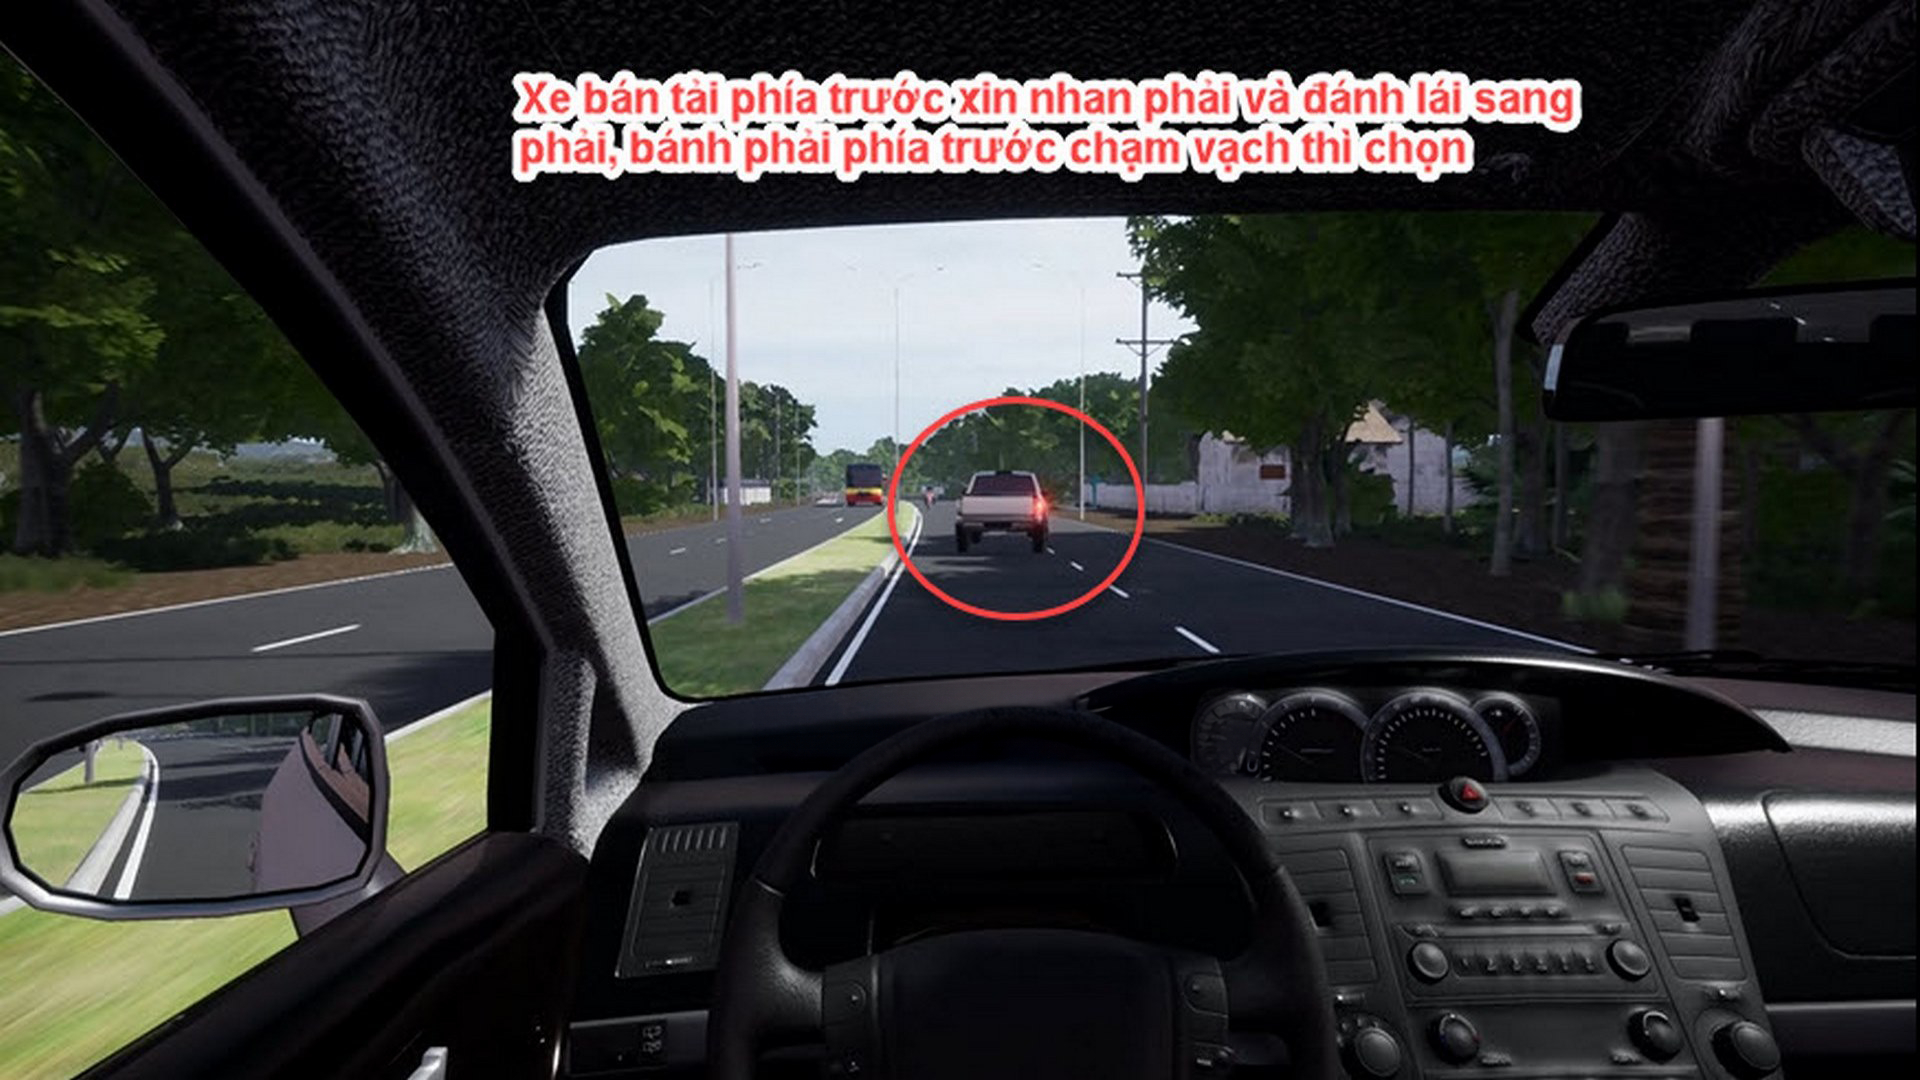 Xe bán tải phía trước xin nhan phải và đánh lái sang
phải, bánh phải phía trước chạm vạch thì chọn